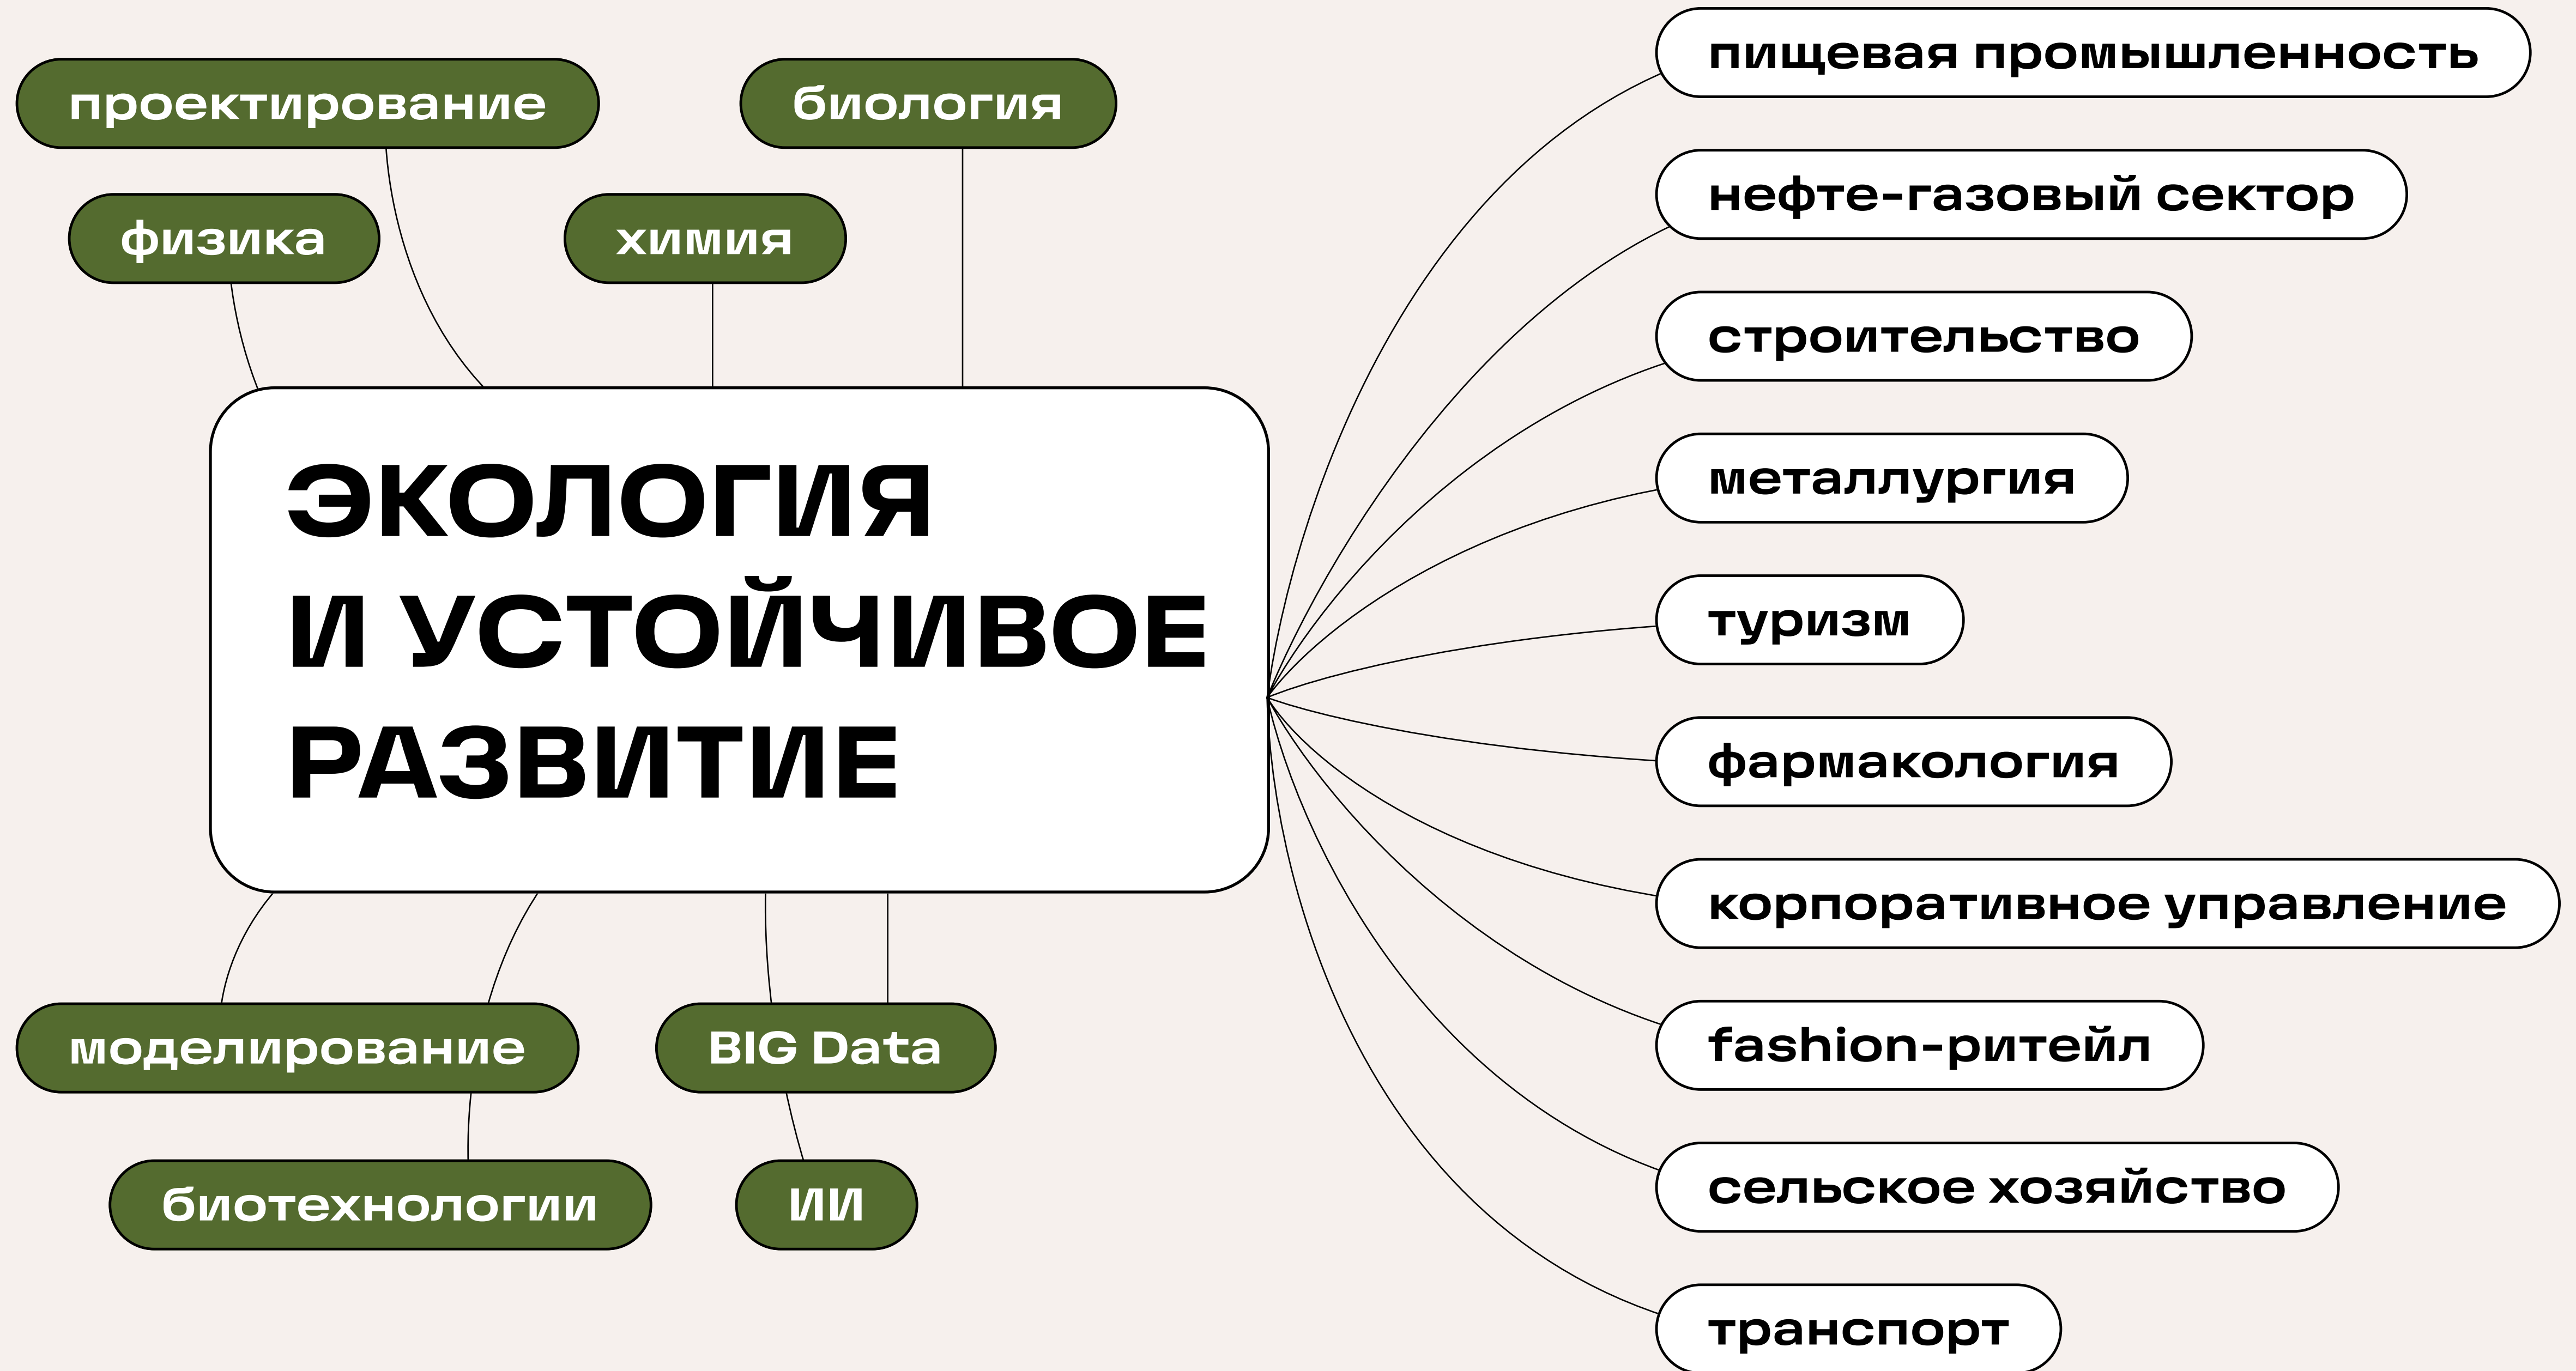 проектирование
биология
физика
химия
ЭКОЛОГИЯ
И УСТОЙЧИВОЕ
РАЗВИТИЕ
моделирование
BIG Data
биотехнологии
ИИ
пищевая промышленность
нефте-газовый сектор
строительство
металлургия
туризм
фармакология
корпоративное управление
fashion-ритейл
сельское хозяйство
транспорт